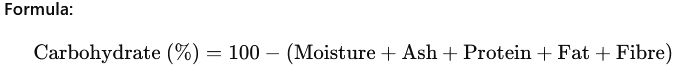 Formula:
Carbohydrate (%) = 100 − (Moisture + Ash + Protein + Fat + Fibre)